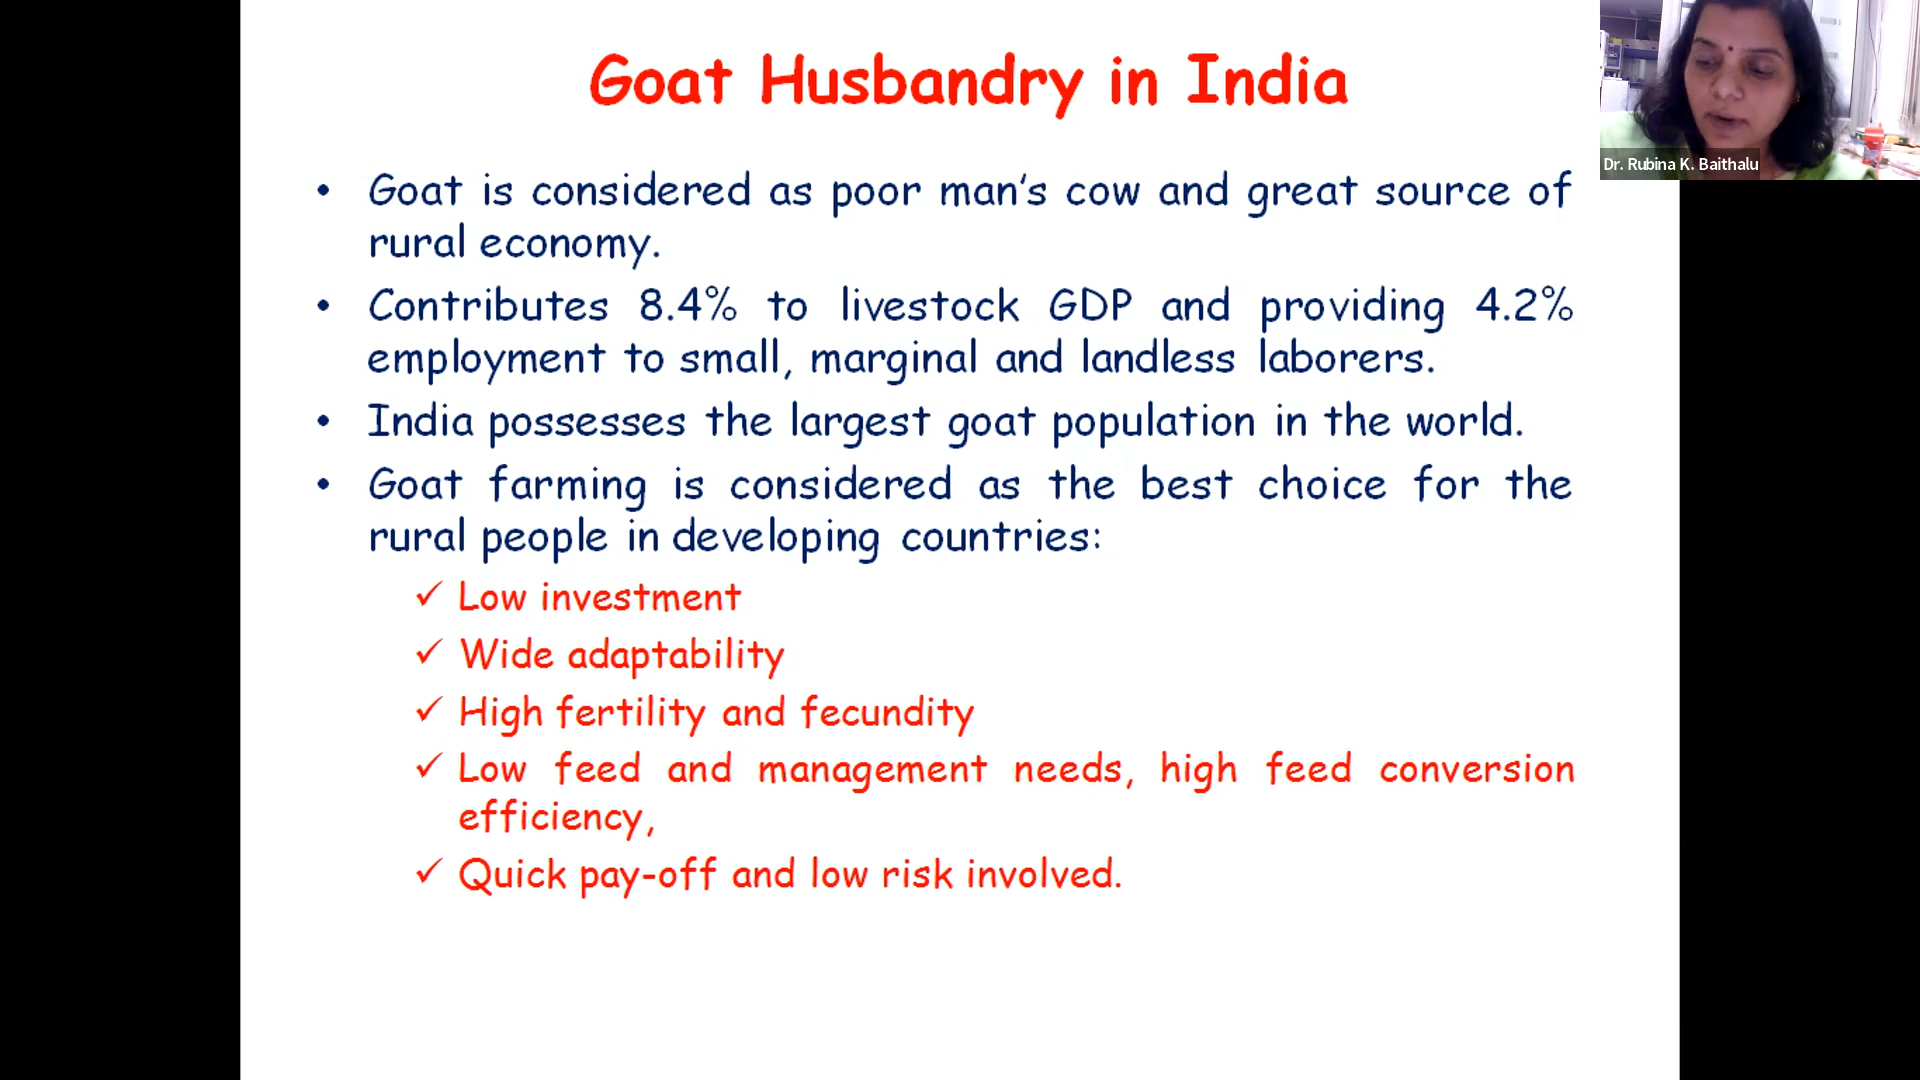 Goat Husbandry in India
Dr. Rubina K. Baithalu
• Goat is considered as poor man's cow and great source of
rural economy.
• Contributes 8.4% to livestock GDP and providing 4.2%
employment to small, marginal and landless laborers.
• India possesses the largest goat population in the world.
• Goat farming is considered as the best choice for the
rural people in developing countries:
✓ Low investment
✓ Wide adaptability
✓ High fertility and fecundity
✓ Low feed and management needs, high feed conversion
efficiency,
✓ Quick pay-off and low risk involved.